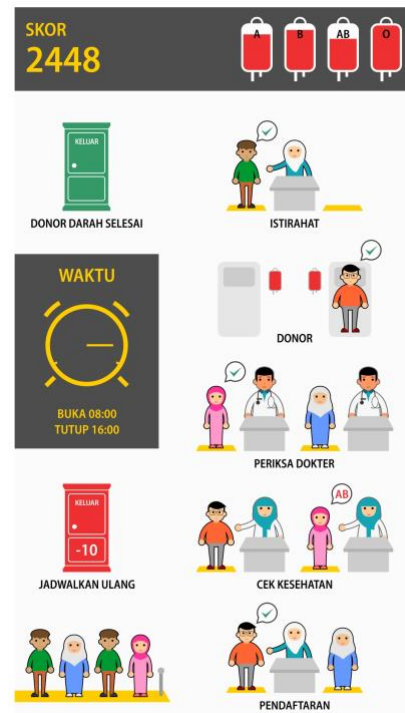 SKOR
2448
A B AB O
KELUAR
DONOR DARAH SELESAI
ISTIRAHAT
WAKTU
BUKA 08:00
TUTUP 16:00
DONOR
PERIKSA DOKTER
KELUAR
-10
JADWALKAN ULANG
AB
CEK KESEHATAN
PENDAFTARAN